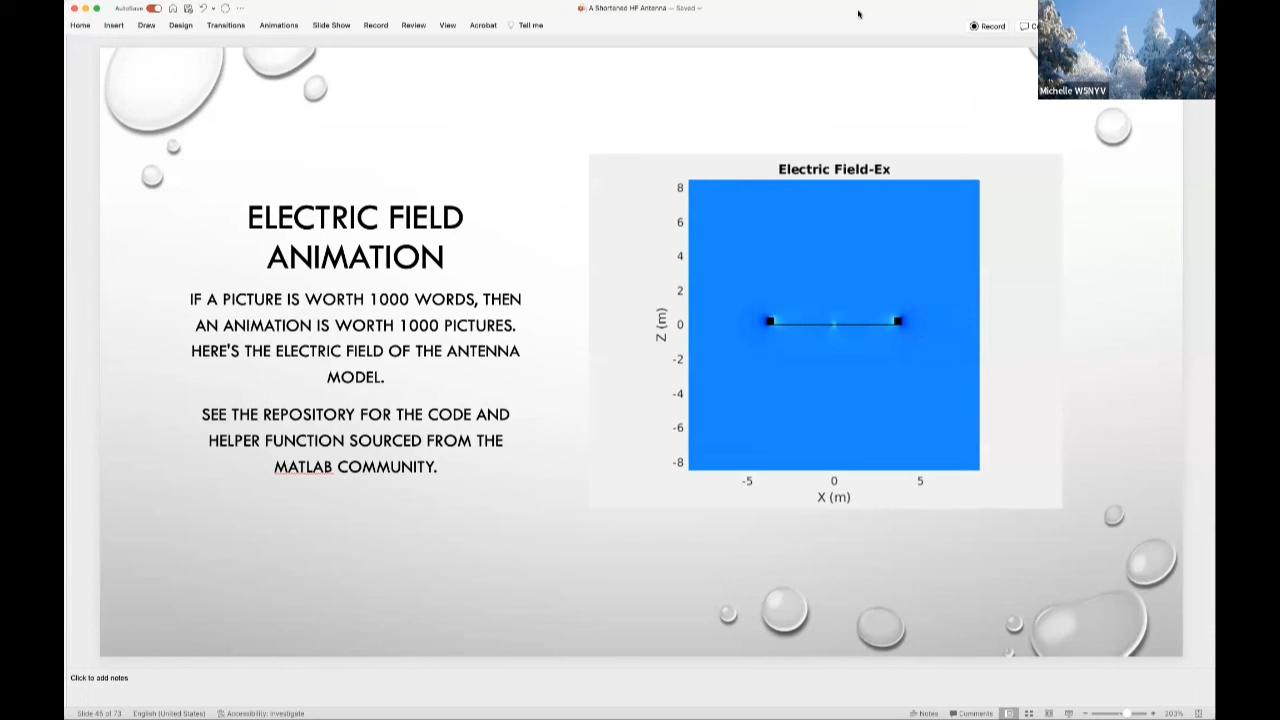 AutoSave
A Shortened HF Antenna — Saved
Home Insert Draw Design Transitions Animations Slide Show Record Review View Acrobat Tell me
Record
Michelle W5NYV
ELECTRIC FIELD
ANIMATION
IF A PICTURE IS WORTH 1000 WORDS, THEN
AN ANIMATION IS WORTH 1000 PICTURES.
HERE'S THE ELECTRIC FIELD OF THE ANTENNA
MODEL.
SEE THE REPOSITORY FOR THE CODE AND
HELPER FUNCTION SOURCED FROM THE
MATLAB COMMUNITY.
Electric Field-Ex
8
6
4
2
0
-2
-4
-6
-8
Z (m)
-5 0 5
X (m)
Click to add notes
Slide 45 of 73 English (United States) Accessibility: Investigate Notes Comments 203%